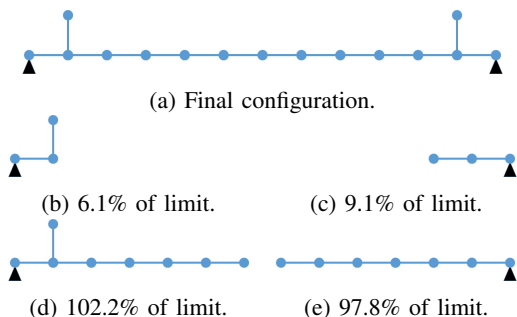 (a) Final configuration.
(b) 6.1% of limit.
(c) 9.1% of limit.
(d) 102.2% of limit.
(e) 97.8% of limit.